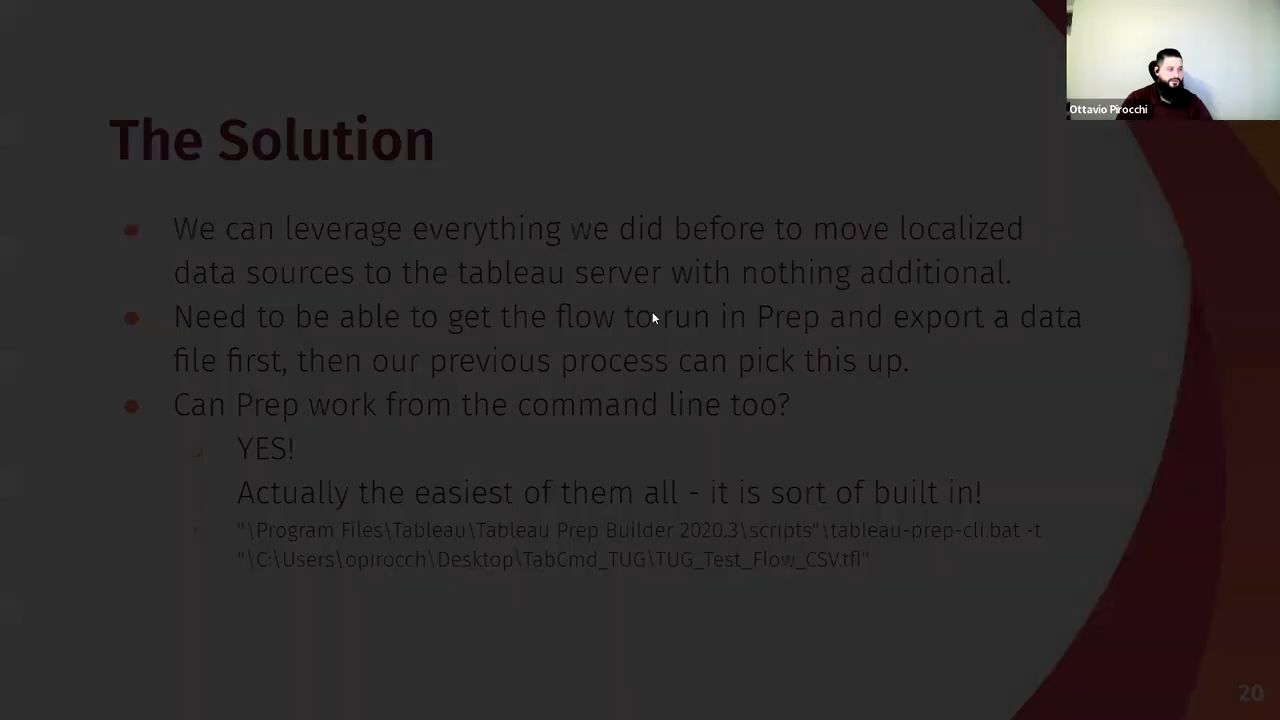 Ottavio Pirocchi
The Solution
We can leverage everything we did before to move localized
data sources to the tableau server with nothing additional.
Need to be able to get the flow to run in Prep and export a data
file first, then our previous process can pick this up.
Can Prep work from the command line too?
YES!
Actually the easiest of them all - it is sort of built in!
"\Program Files\Tableau\Tableau Prep Builder 2020.3\scripts"\tableau-prep-cli.bat -t
"\C:\Users\opirocch\Desktop\TabCmd_TUG\TUG_Test_Flow_CSV.tfl"
20